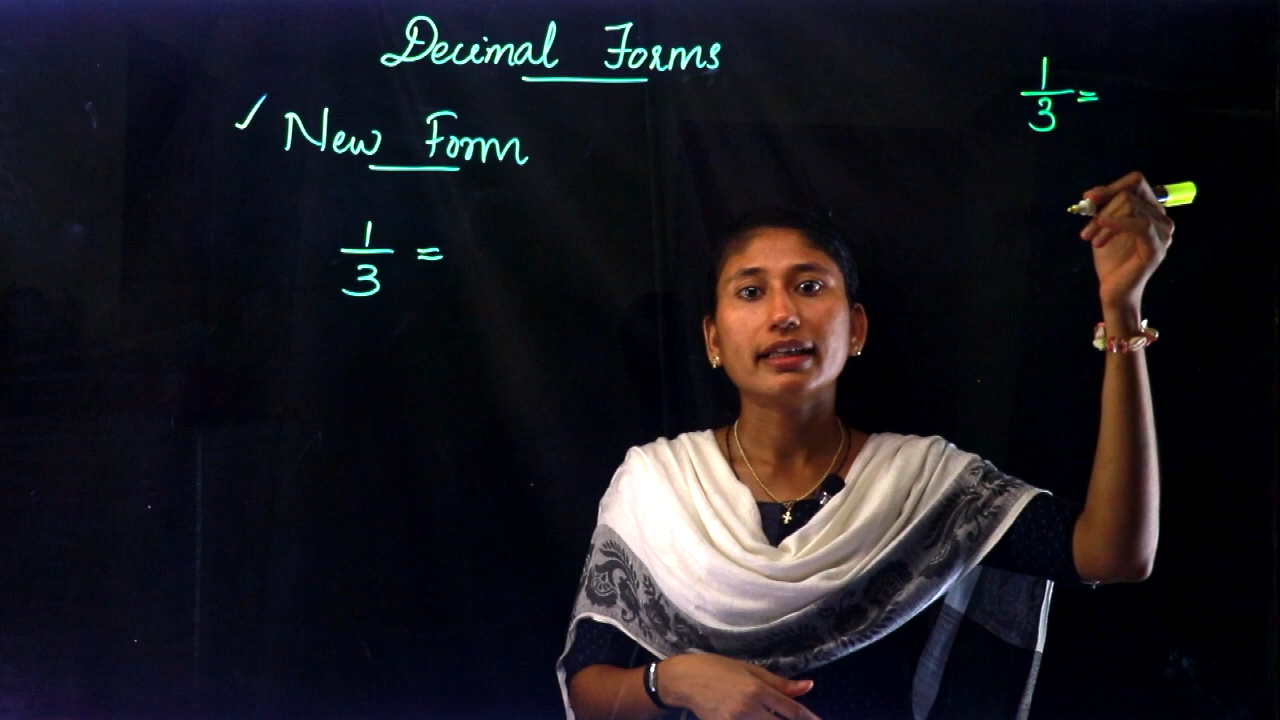 Decimal Forms
✓ New Form
1/3 =
1/3 =